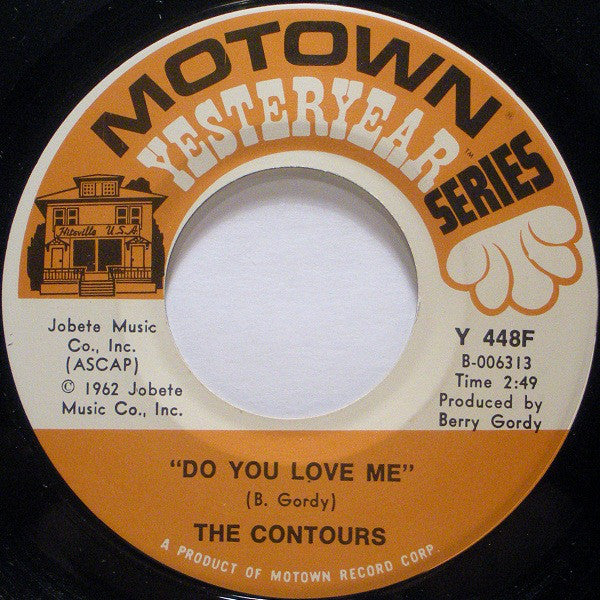 MOTOWN®
YESTERYEAR™
SERIES
Hitsville U.S.A
Jobete Music
Co., Inc.
(ASCAP)
© 1962 Jobete
Music Co., Inc.
Y 448F
B-006313
Time 2:49
Produced by
Berry Gordy
"DO YOU LOVE ME"
(B. Gordy)
THE CONTOURS
A PRODUCT OF MOTOWN RECORD CORP.